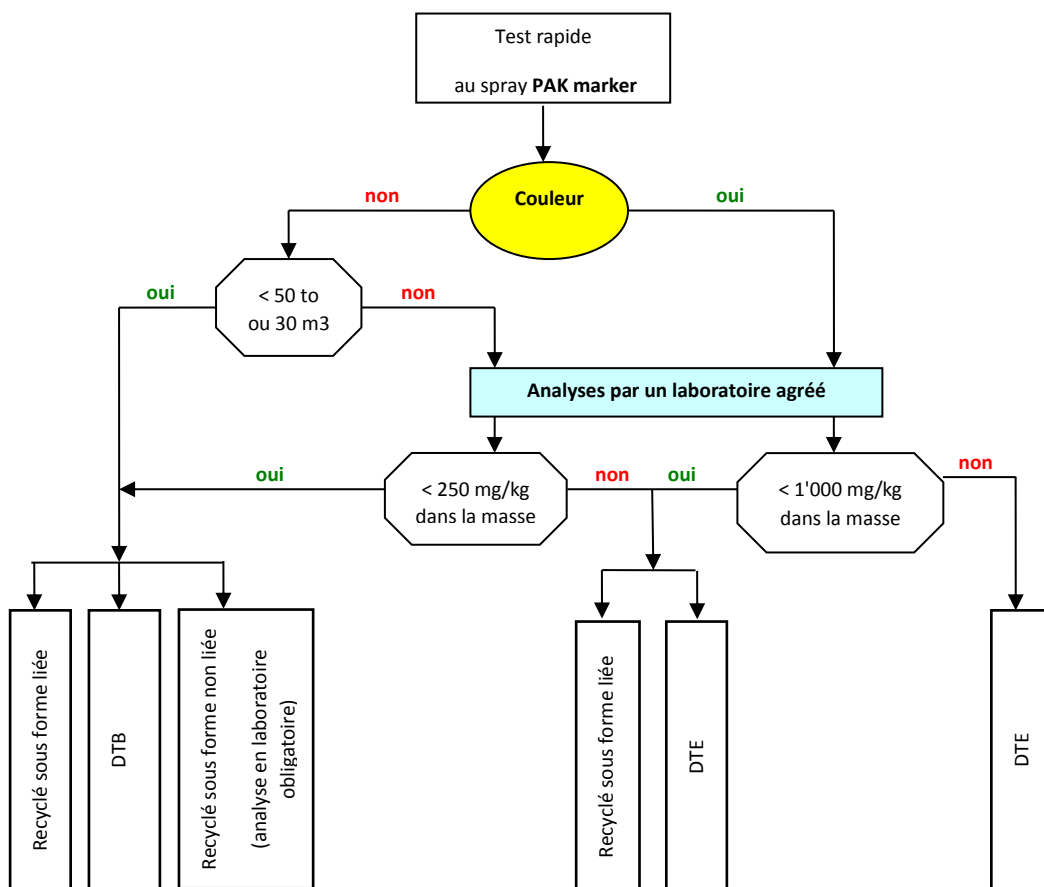 Test rapide
au spray PAK marker
Couleur
non
oui
oui
< 50 to
ou 30 m3
non
Analyses par un laboratoire agréé
oui
< 250 mg/kg
dans la masse
non
oui
< 1'000 mg/kg
dans la masse
non
Recyclé sous forme liée
DTB
Recyclé sous forme non liée
(analyse en laboratoire
obligatoire)
Recyclé sous forme liée
DTE
DTE